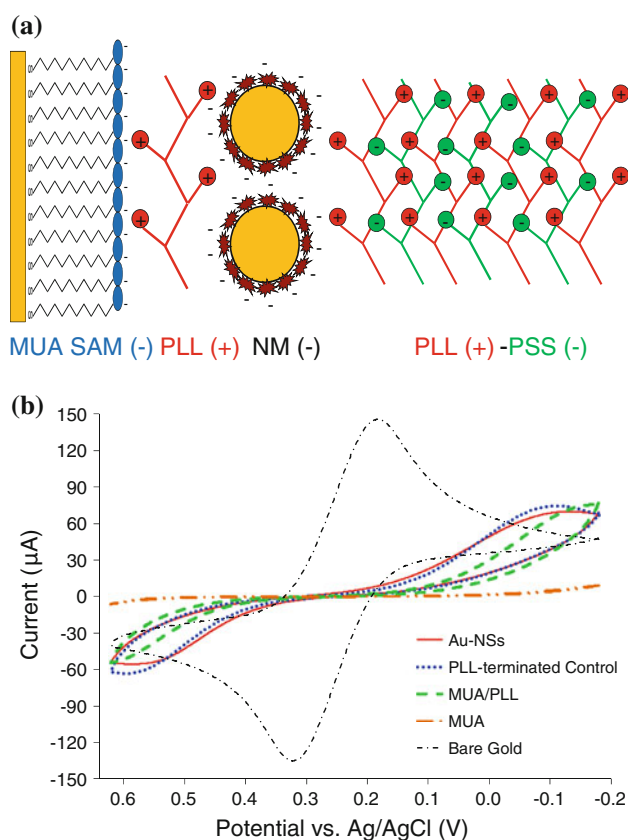 (a)
MUA SAM (-) PLL (+) NM (-) PLL (+) -PSS (-)
(b)
150
120
90
60
30
0
-30
-60
-90
-120
-150
Current (µA)
Au-NSs
PLL-terminated Control
MUA/PLL
MUA
Bare Gold
0.6 0.5 0.4 0.3 0.2 0.1 0.0 -0.1 -0.2
Potential vs. Ag/AgCl (V)